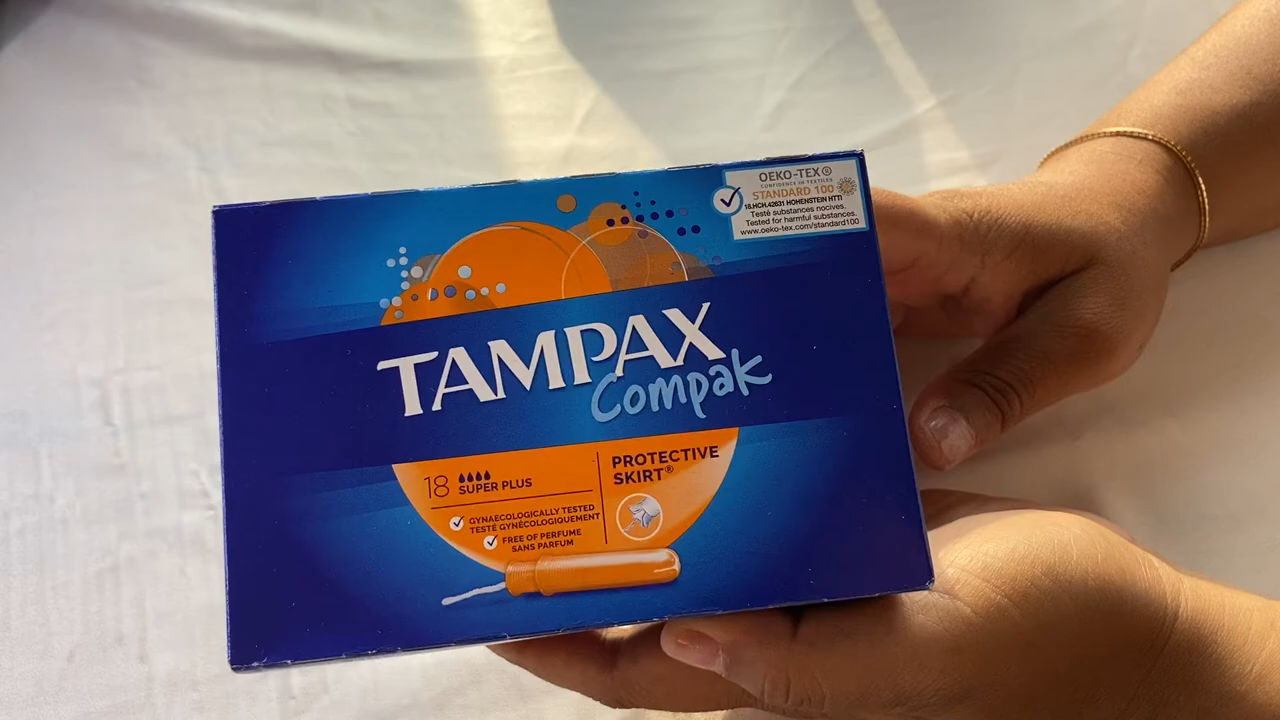 OEKO-TEX®
CONFIDENCE IN TEXTILES
STANDARD 100
18.HCH.42631 HOHENSTEIN HTTI
Testé substances nocives.
Tested for harmful substances.
www.oeko-tex.com/standard100
TAMPAX
Compak
18 SUPER PLUS
GYNAECOLOGICALLY TESTED
TESTÉ GYNÉCOLOGIQUEMENT
FREE OF PERFUME
SANS PARFUM
PROTECTIVE
SKIRT®